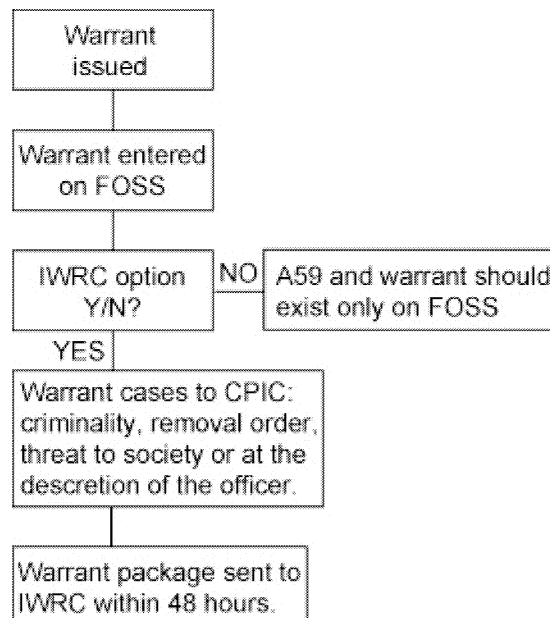 Warrant
issued
Warrant entered
on FOSS
IWRC option
Y/N?
NO
A59 and warrant should
exist only on FOSS
YES
Warrant cases to CPIC:
criminality, removal order,
threat to society or at the
descretion of the officer.
Warrant package sent to
IWRC within 48 hours.